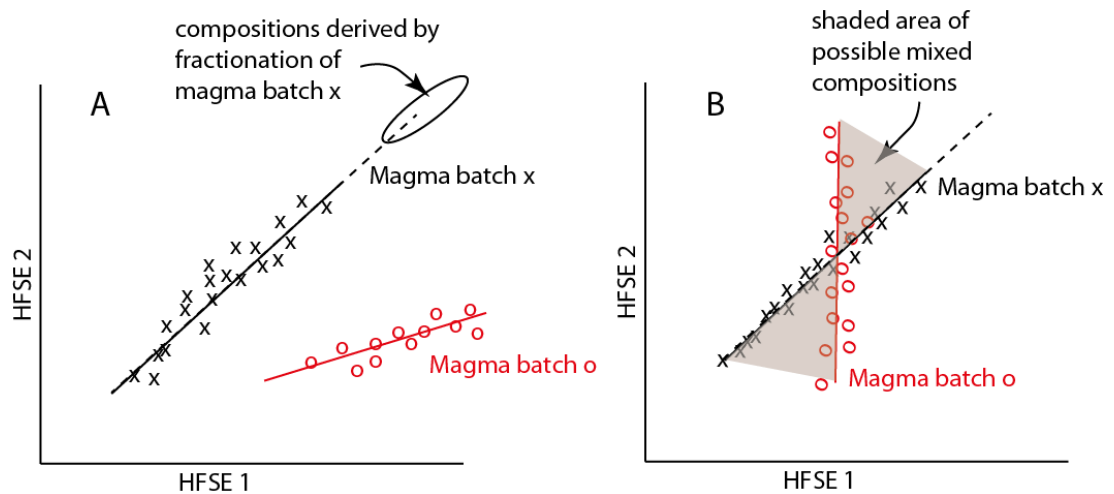 compositions derived by
fractionation of
magma batch x
A
Magma batch x
Magma batch o
HFSE 2
HFSE 1
shaded area of
possible mixed
compositions
B
Magma batch x
Magma batch o
HFSE 2
HFSE 1